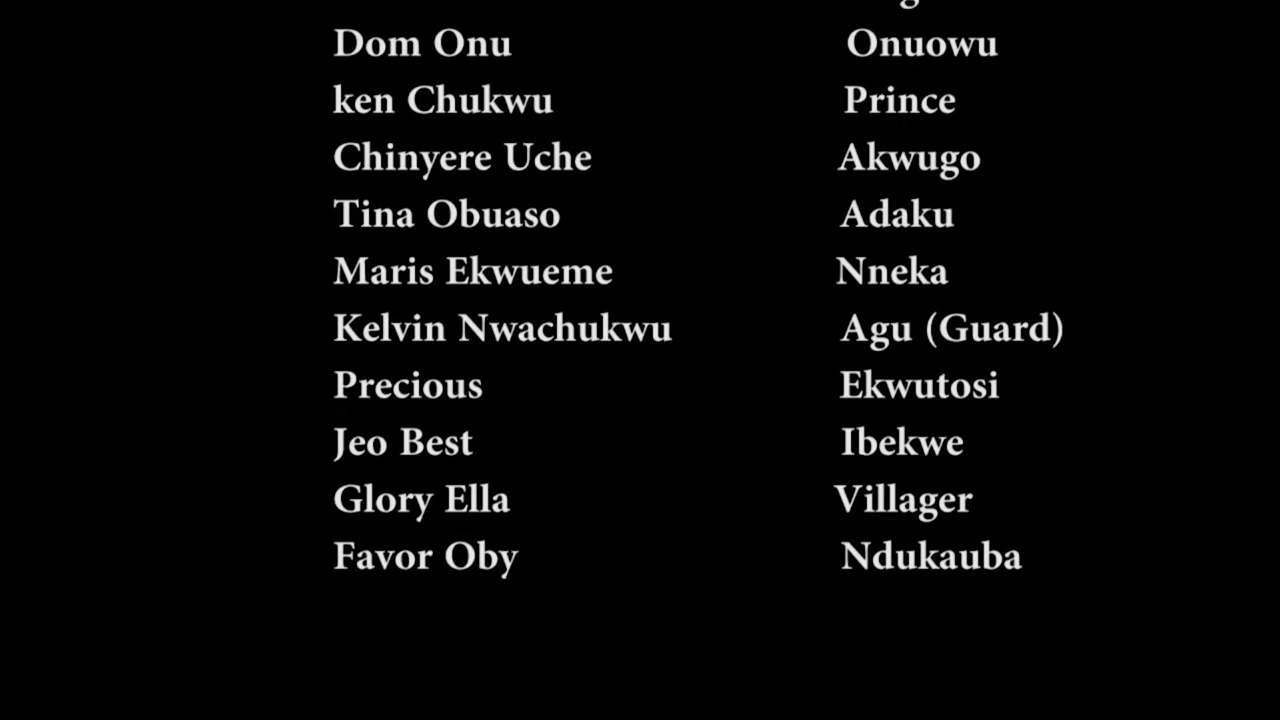 Dom Onu Onuowu
ken Chukwu Prince
Chinyere Uche Akwugo
Tina Obuaso Adaku
Maris Ekwueme Nneka
Kelvin Nwachukwu Agu (Guard)
Precious Ekwutosi
Jeo Best Ibekwe
Glory Ella Villager
Favor Oby Ndukauba